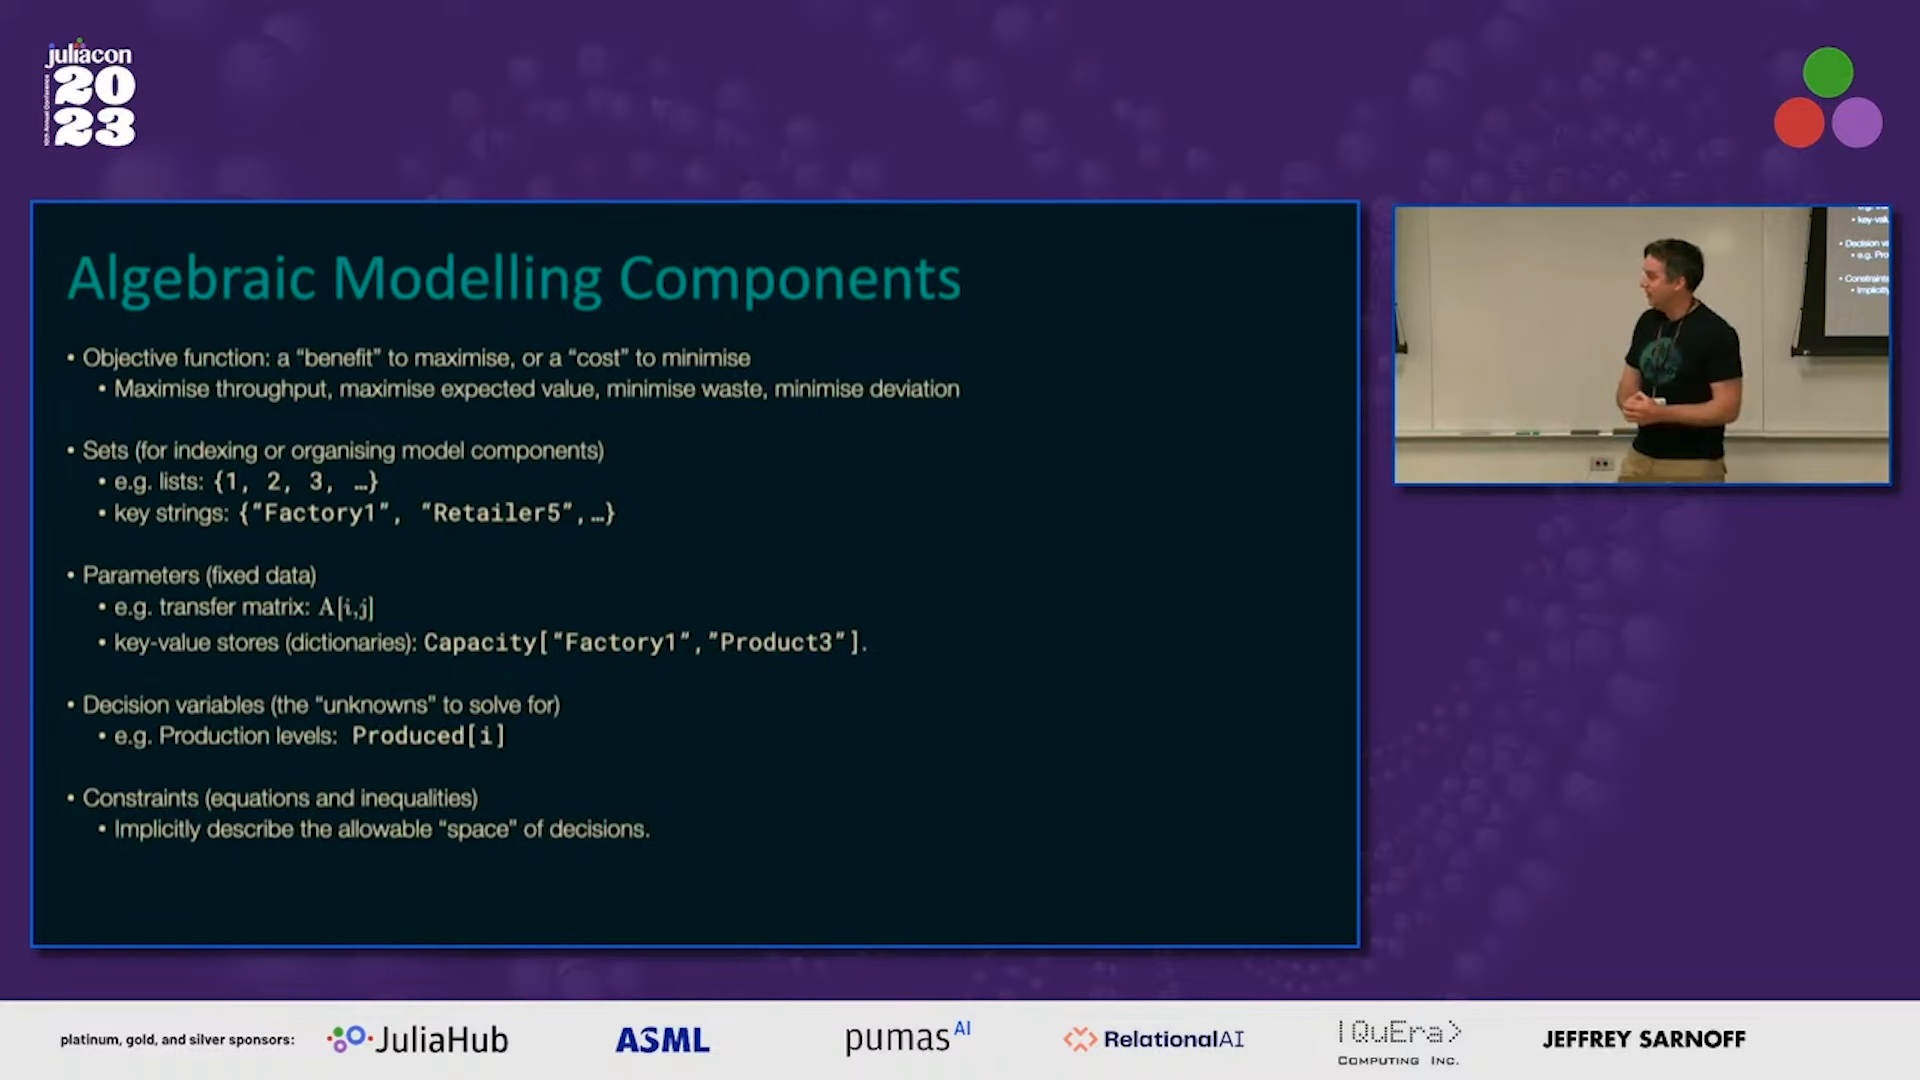 juliacon
2023
Algebraic Modelling Components
• Objective function: a “benefit” to maximise, or a “cost” to minimise
• Maximise throughput, maximise expected value, minimise waste, minimise deviation
• Sets (for indexing or organising model components)
• e.g. lists: {1, 2, 3, …}
• key strings: {“Factory1”, “Retailer5”,…}
• Parameters (fixed data)
• e.g. transfer matrix: A[i,j]
• key-value stores (dictionaries): Capacity[“Factory1”,”Product3”].
• Decision variables (the “unknowns” to solve for)
• e.g. Production levels: Produced[i]
• Constraints (equations and inequalities)
• Implicitly describe the allowable “space” of decisions.
platinum, gold, and silver sponsors:
JuliaHub
ASML
pumasAI
RelationalAI
|QuEra>
COMPUTING INC.
JEFFREY SARNOFF